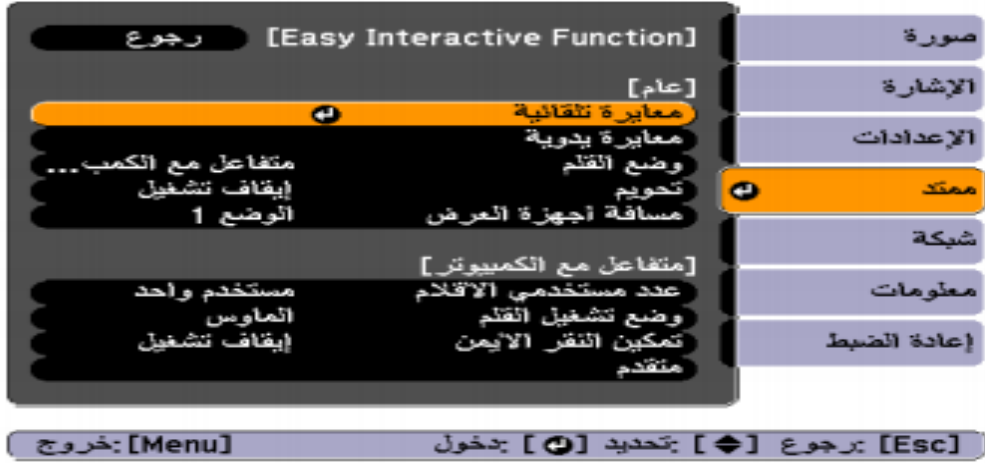 صورة
الإشارة
الإعدادات
ممتد
شبكة
معلومات
إعادة الضبط
[Easy Interactive Function] رجوع
[عام]
معايرة تلقائية
معايرة يدوية
وضع القلم متفاعل مع الكمب...
تحويم إيقاف تشغيل
مسافة أجهزة العرض الوضع 1
[متفاعل مع الكمبيوتر]
عدد مستخدمي الأقلام مستخدم واحد
وضع تشغيل القلم الماوس
تمكين النقر الأيمن إيقاف تشغيل
متقدم
[Esc] :رجوع [◆] :تحديد [⏎] :دخول [Menu] :خروج